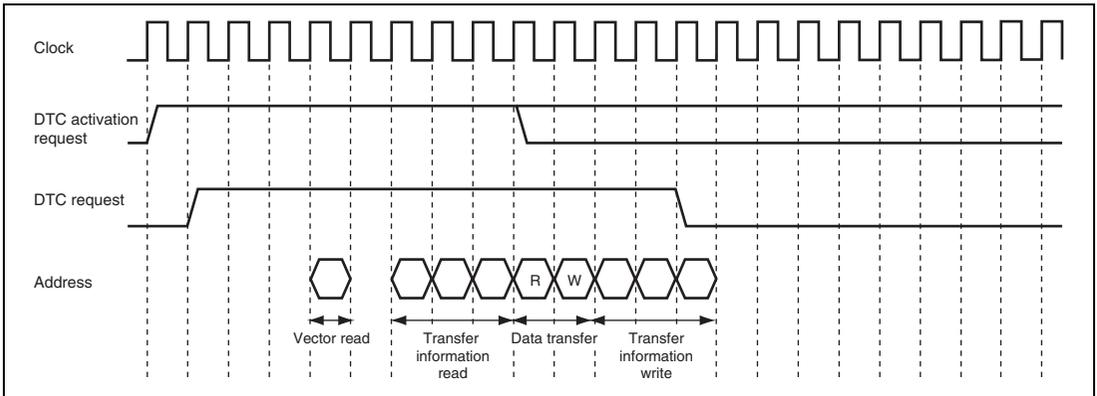 Clock
DTC activation
request
DTC request
Address
R W
Vector read
Transfer
information
read
Data transfer
Transfer
information
write